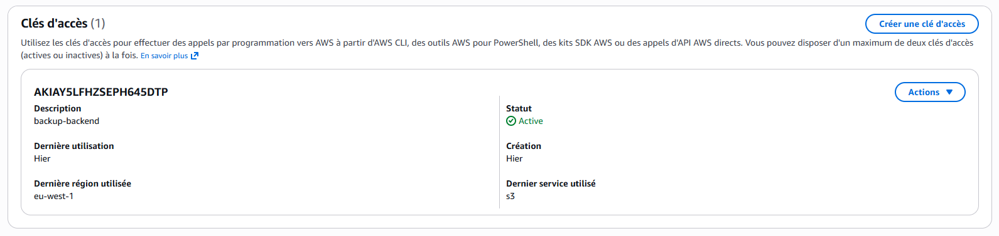 Clés d'accès (1)
Créer une clé d'accès
Utilisez les clés d'accès pour effectuer des appels par programmation vers AWS à partir d'AWS CLI, des outils AWS pour PowerShell, des kits SDK AWS ou des appels d'API AWS directs. Vous pouvez disposer d'un maximum de deux clés d'accès
(actives ou inactives) à la fois. En savoir plus
AKIAY5LFHZSEPH645DTP
Actions
Description
backup-backend
Statut
Active
Dernière utilisation
Hier
Création
Hier
Dernière région utilisée
eu-west-1
Dernier service utilisé
s3